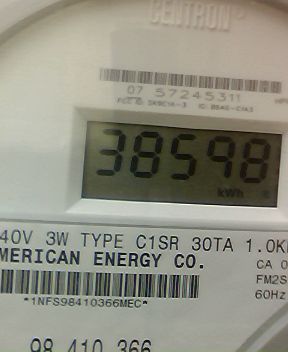 CENTRON®
07 57245311
38598
kWh
40V 3W TYPE C1SR 30TA 1.0K
MERICAN ENERGY CO.
CA 0
FM2S
60Hz
*1NFS98410366MEC*
98 410 366